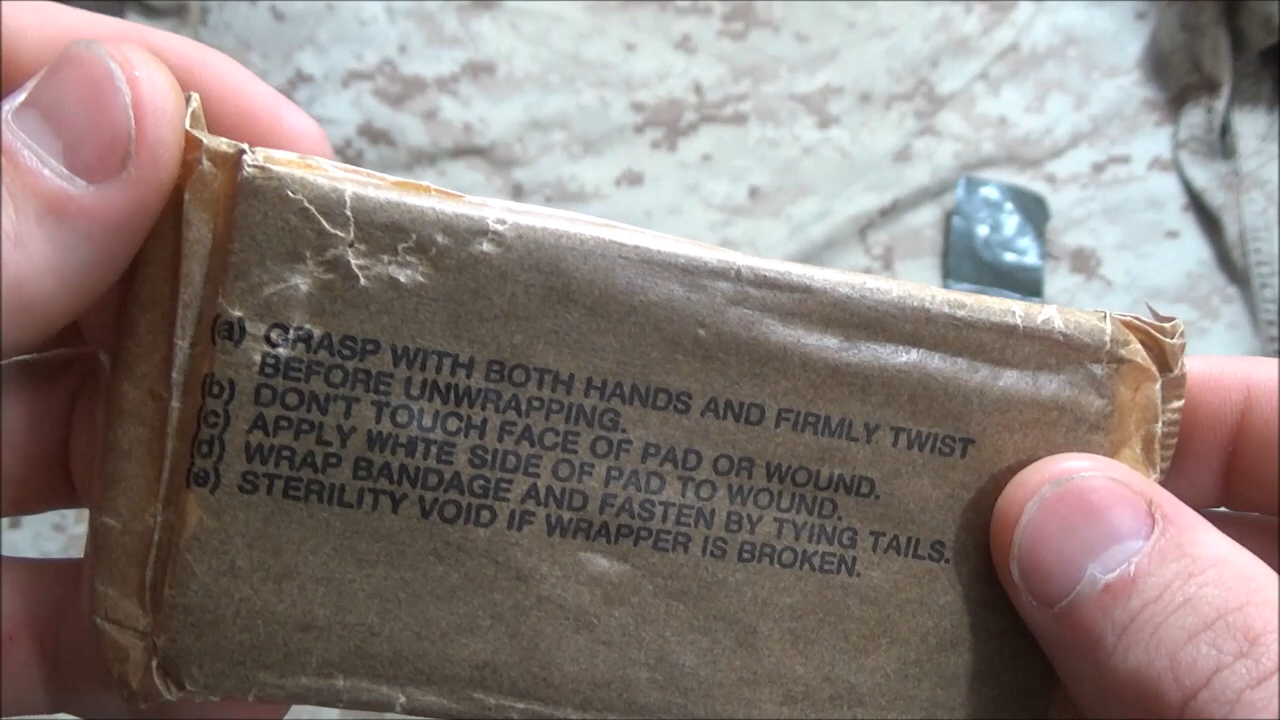 (a) GRASP WITH BOTH HANDS AND FIRMLY TWIST
BEFORE UNWRAPPING.
(b) DON'T TOUCH FACE OF PAD OR WOUND.
(c) APPLY WHITE SIDE OF PAD TO WOUND.
(d) WRAP BANDAGE AND FASTEN BY TYING TAILS.
(e) STERILITY VOID IF WRAPPER IS BROKEN.